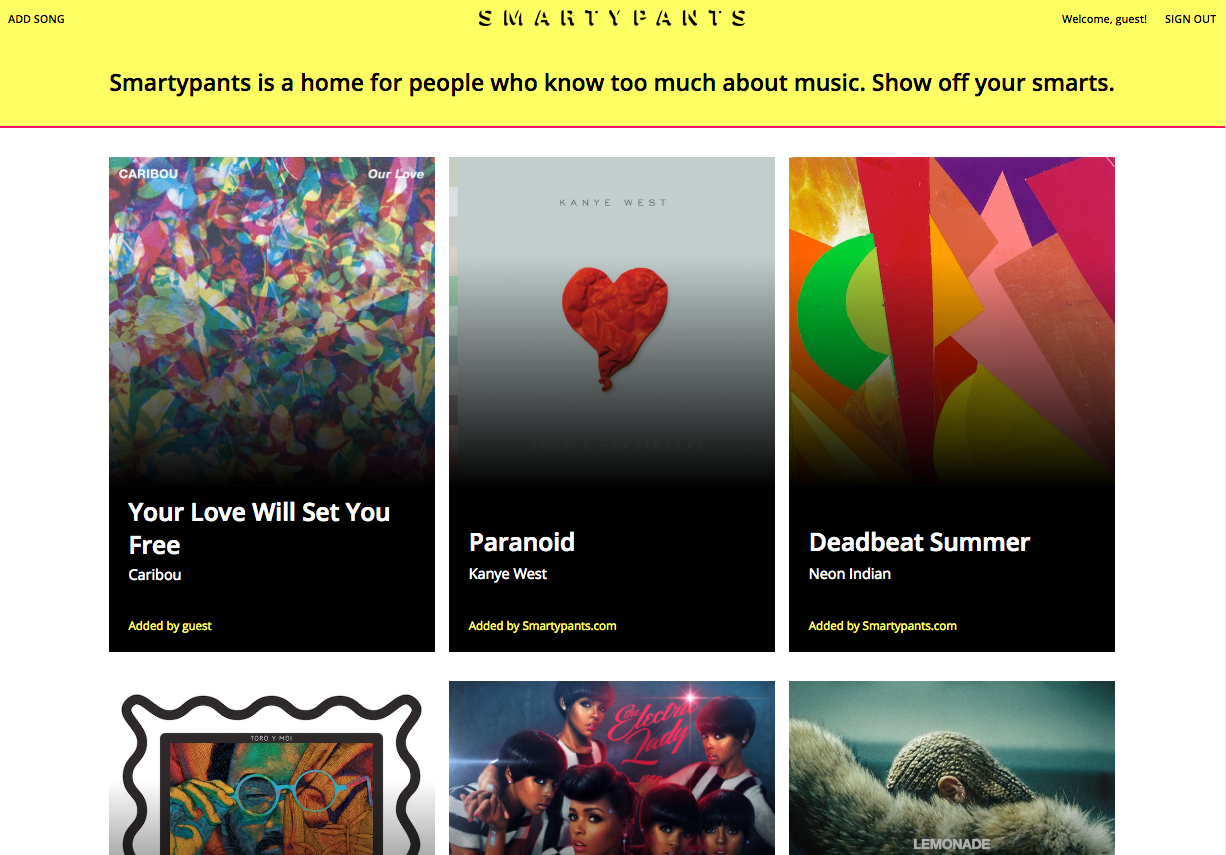 ADD SONG
SMARTYPANTS
Welcome, guest!
SIGN OUT
Smartypants is a home for people who know too much about music. Show off your smarts.
CARIBOU
Our Love
KANYE WEST
Your Love Will Set You
Free
Caribou
Added by guest
Paranoid
Kanye West
Added by Smartypants.com
Deadbeat Summer
Neon Indian
Added by Smartypants.com
TORO Y MOI
the Electric
Lady
LEMONADE